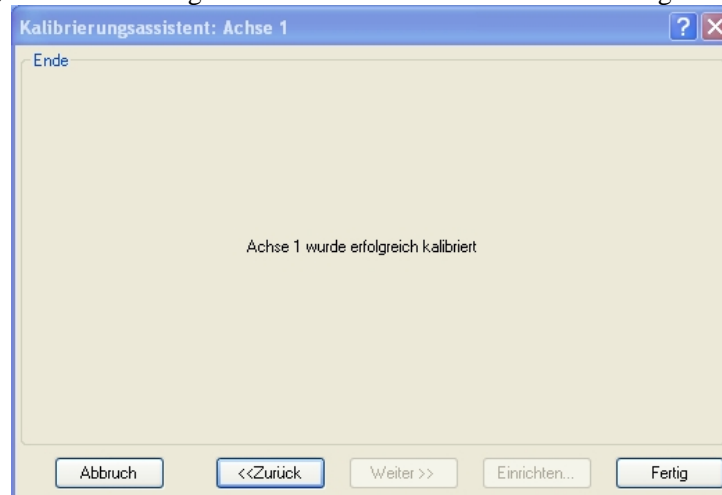 Kalibrierungsassistent: Achse 1
Ende
Achse 1 wurde erfolgreich kalibriert
Abbruch
<<Zurück
Weiter >>
Einrichten...
Fertig